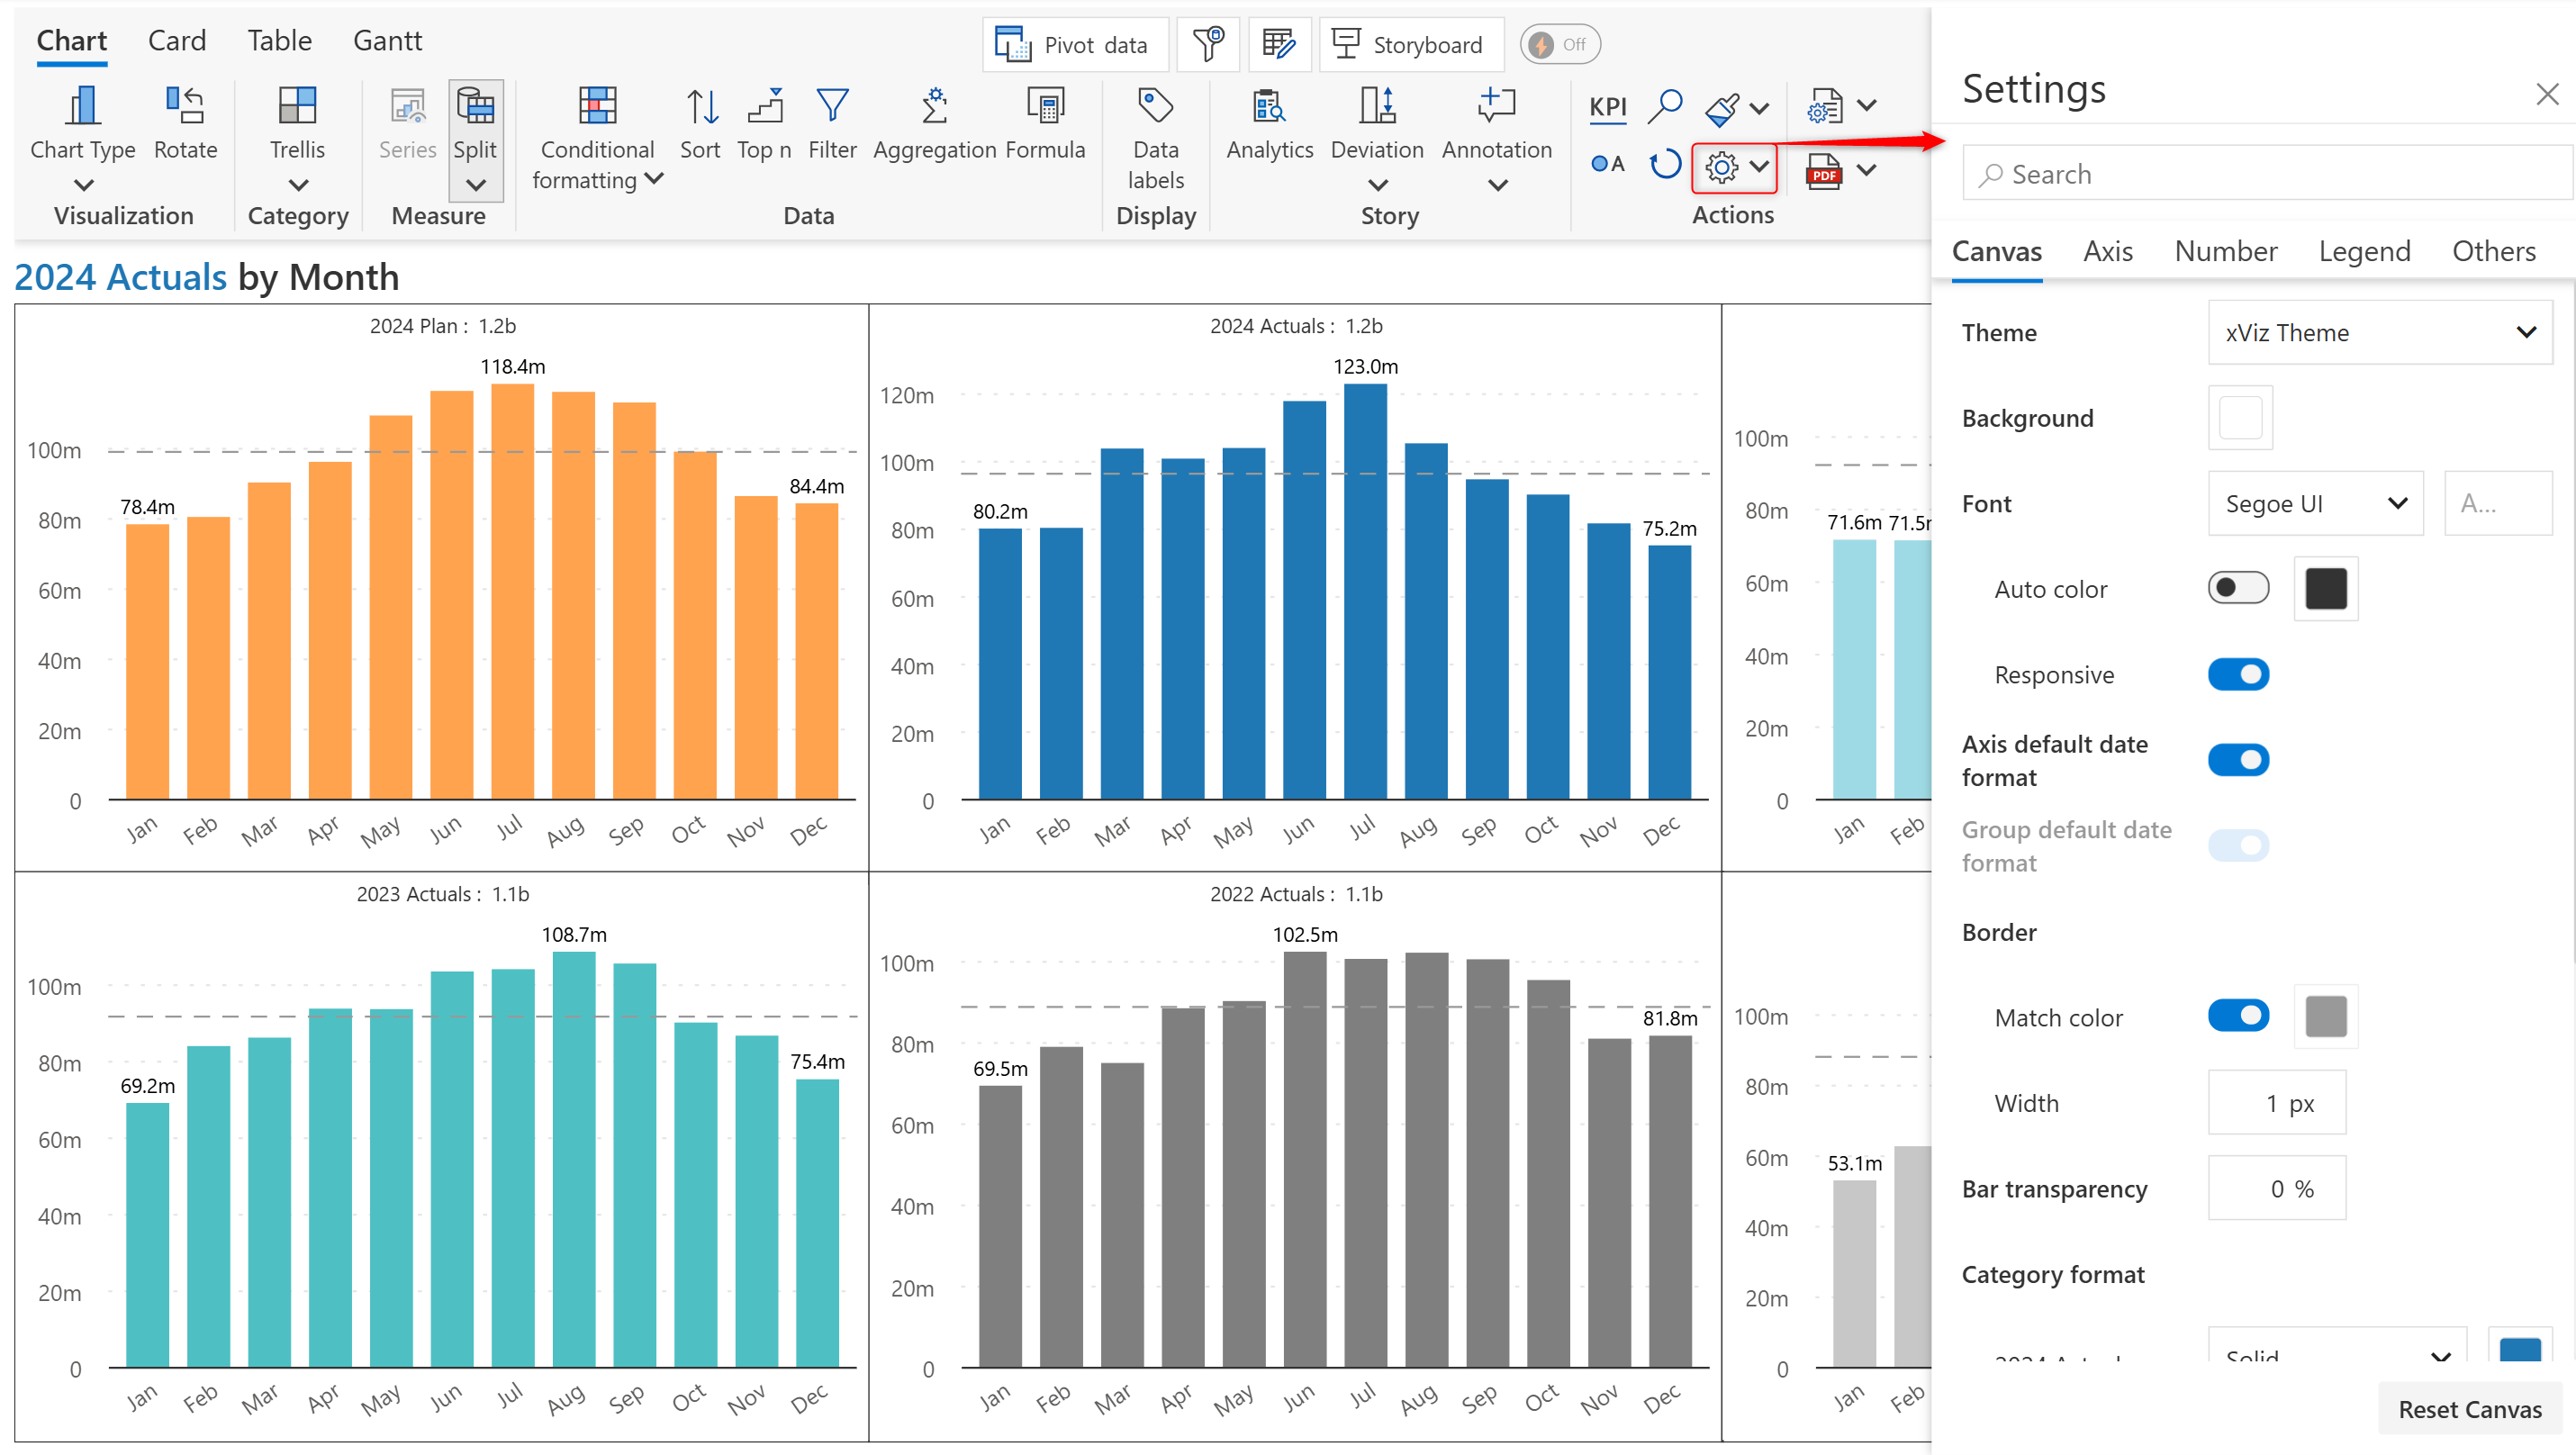 Chart Card Table Gantt
Pivot data
Storyboard
Off
Chart Type Rotate
Trellis
Series Split
Conditional formatting
Sort Top n Filter Aggregation Formula
Data labels
Analytics Deviation Annotation
KPI
A
PDF
Visualization Category Measure Data Display Story Actions
2024 Actuals by Month
2024 Plan : 1.2b
118.4m
78.4m
84.4m
100m
80m
60m
40m
20m
0
Jan Feb Mar Apr May Jun Jul Aug Sep Oct Nov Dec
2024 Actuals : 1.2b
123.0m
80.2m
75.2m
120m
100m
80m
60m
40m
20m
0
Jan Feb Mar Apr May Jun Jul Aug Sep Oct Nov Dec
71.6m 71.5
100m
80m
60m
40m
20m
0
Jan Feb
2023 Actuals : 1.1b
108.7m
69.2m
75.4m
100m
80m
60m
40m
20m
0
Jan Feb Mar Apr May Jun Jul Aug Sep Oct Nov Dec
2022 Actuals : 1.1b
102.5m
69.5m
81.8m
100m
80m
60m
40m
20m
0
Jan Feb Mar Apr May Jun Jul Aug Sep Oct Nov Dec
53.1m
100m
80m
60m
40m
20m
0
Jan Feb
Settings
Search
Canvas Axis Number Legend Others
Theme xViz Theme
Background
Font Segoe UI A...
Auto color
Responsive
Axis default date
format
Group default date
format
Border
Match color
Width 1 px
Bar transparency 0 %
Category format
Solid
Reset Canvas